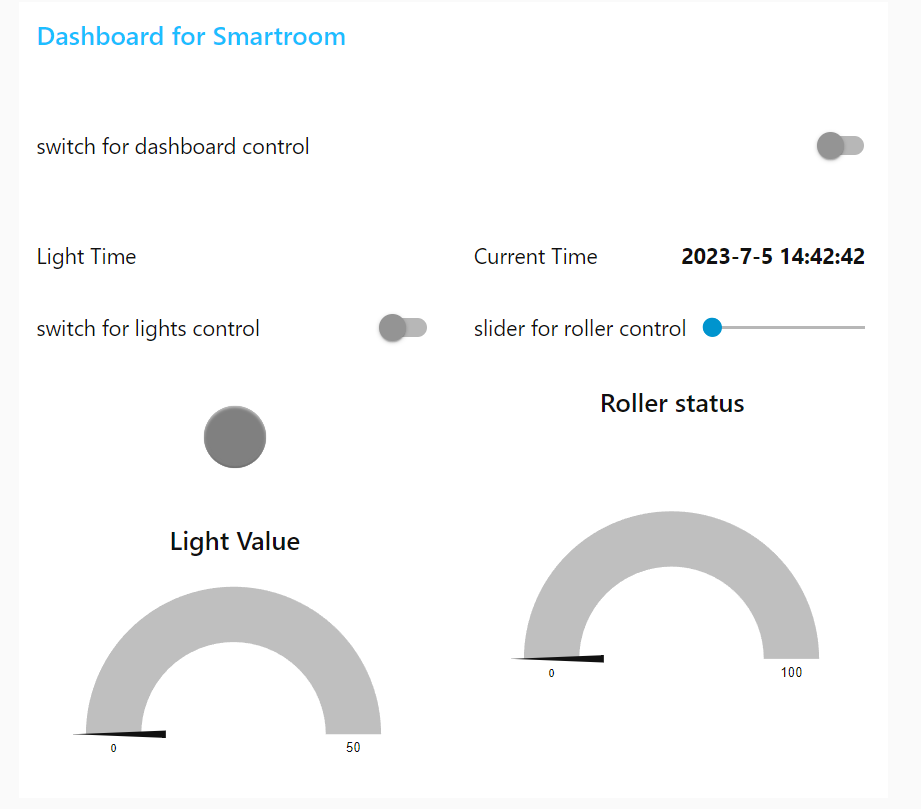 Dashboard for Smartroom
switch for dashboard control
Light Time
Current Time 2023-7-5 14:42:42
switch for lights control
slider for roller control
Roller status
Light Value
0 100
0 50